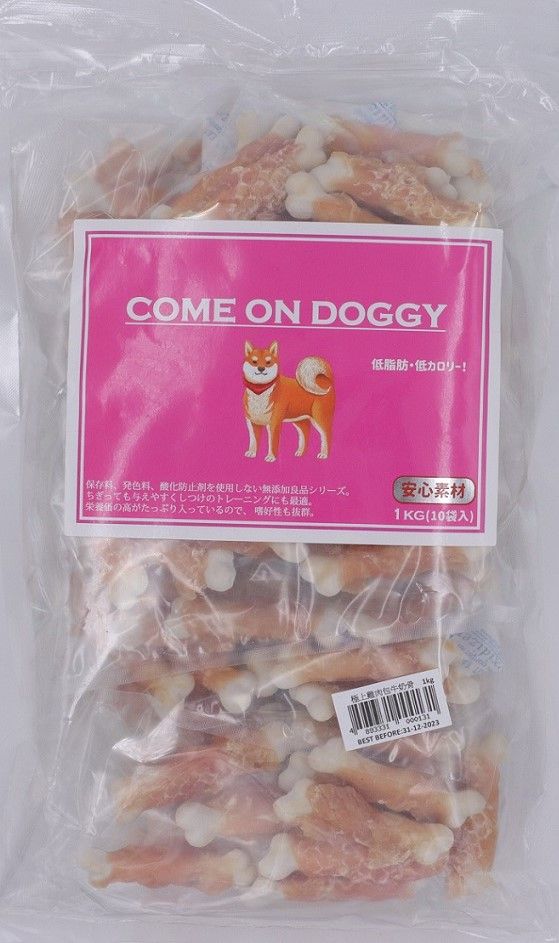 COME ON DOGGY
低脂肪・低カロリー!
保存料、発色料、酸化防止剤を使用しない無添加良品シリーズ。
ちぎっても与えやすくしつけのトレーニングにも最適。
栄養価の高がたっぷり入っているので、嗜好性も抜群。
安心素材
1KG(10袋入)
極上雞肉包牛奶骨 1kg
4 803331 000131
BEST BEFORE:31-12-2023